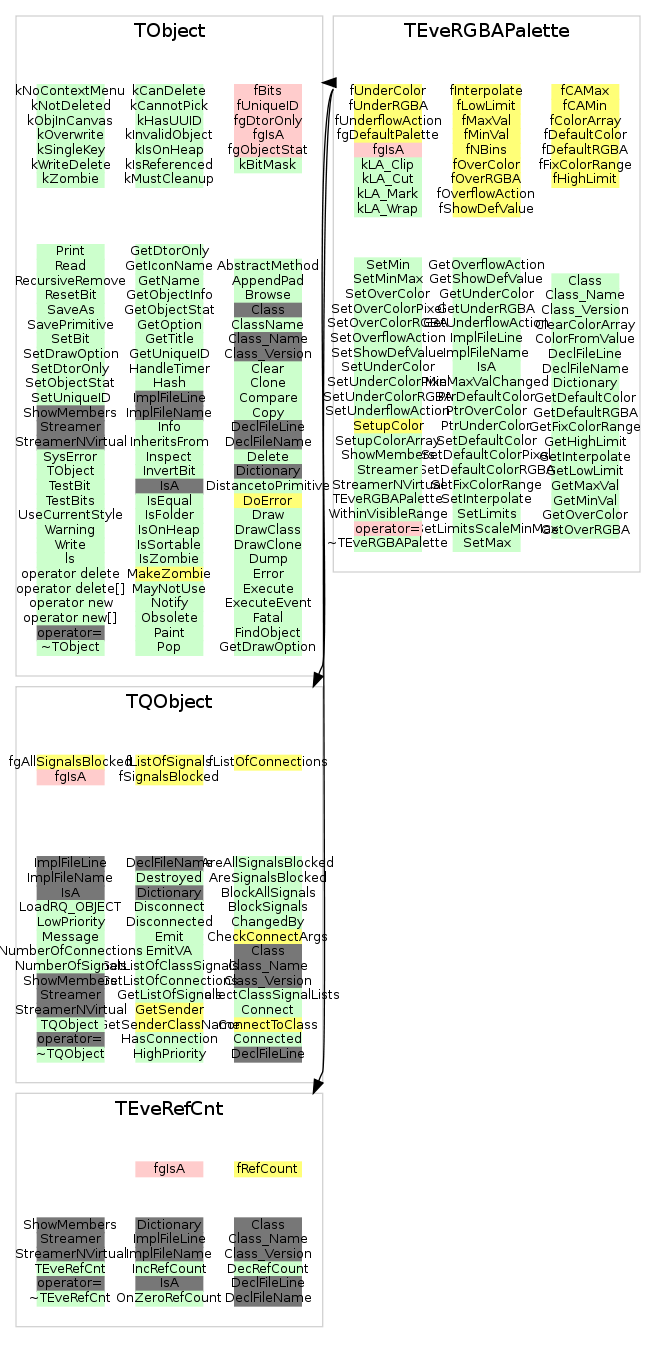 TObject
kNoContextMenu kCanDelete fBits
kNotDeleted kCannotPick fUniqueID
kObjInCanvas kHasUUID fgDtorOnly
kOverwrite kInvalidObject fgIsA
kSingleKey kIsOnHeap fgObjectStat
kWriteDelete kIsReferenced kBitMask
kZombie kMustCleanup
Print GetDtorOnly
Read GetIconName AbstractMethod
RecursiveRemove GetName AppendPad
ResetBit GetObjectInfo Browse
SaveAs GetObjectStat Class
SavePrimitive GetOption ClassName
SetBit GetTitle Class_Name
SetDrawOption GetUniqueID Class_Version
SetDtorOnly HandleTimer Clear
SetObjectStat Hash Clone
SetUniqueID ImplFileLine Compare
ShowMembers ImplFileName Copy
Streamer Info DeclFileLine
StreamerNVirtual InheritsFrom DeclFileName
SysError Inspect Delete
TObject InvertBit Dictionary
TestBit IsA DistancetoPrimitive
TestBits IsEqual DoError
UseCurrentStyle IsFolder Draw
Warning IsOnHeap DrawClass
Write IsSortable DrawClone
ls IsZombie Dump
operator delete MakeZombie Error
operator delete[] MayNotUse Execute
operator new Notify ExecuteEvent
operator new[] Obsolete Fatal
operator= Paint FindObject
~TObject Pop GetDrawOption
TEveRGBAPalette
fUnderColor fInterpolate fCAMax
fUnderRGBA fLowLimit fCAMin
fUnderflowAction fMaxVal fColorArray
fgDefaultPalette fMinVal fDefaultColor
fgIsA fNBins fDefaultRGBA
kLA_Clip fOverColor fFixColorRange
kLA_Cut fOverRGBA fHighLimit
kLA_Mark fOverflowAction
kLA_Wrap fShowDefValue
SetMin GetOverflowAction
SetMinMax GetShowDefValue Class
SetOverColor GetUnderColor Class_Name
SetOverColorPixel GetUnderRGBA Class_Version
SetOverColorRGBA GetUnderflowAction ClearColorArray
SetOverflowAction ImplFileLine ColorFromValue
SetShowDefValue ImplFileName DeclFileLine
SetUnderColor IsA DeclFileName
SetUnderColorPixel MinMaxValChanged Dictionary
SetUnderColorRGBA PtrDefaultColor GetDefaultColor
SetUnderflowAction PtrOverColor GetDefaultRGBA
SetupColor PtrUnderColor GetFixColorRange
SetupColorArray SetDefaultColor GetHighLimit
ShowMembers SetDefaultColorPixel GetInterpolate
Streamer SetDefaultColorRGBA GetLowLimit
StreamerNVirtual SetFixColorRange GetMaxVal
TEveRGBAPalette SetInterpolate GetMinVal
WithinVisibleRange SetLimits GetOverColor
operator= SetLimitsScaleMinMax GetOverRGBA
~TEveRGBAPalette SetMax
TQObject
fgAllSignalsBlocked fListOfSignals fListOfConnections
fgIsA fSignalsBlocked
ImplFileLine DeclFileName AreAllSignalsBlocked
ImplFileName Destroyed AreSignalsBlocked
IsA Dictionary BlockAllSignals
LoadRQ_OBJECT Disconnect BlockSignals
LowPriority Disconnected ChangedBy
Message Emit CheckConnectArgs
NumberOfConnections EmitVA Class
NumberOfSignals GetListOfClassSignals Class_Name
ShowMembers GetListOfConnections Class_Version
Streamer GetListOfSignals CollectClassSignalLists
StreamerNVirtual GetSender Connect
TQObject GetSenderClassName ConnectToClass
operator= HasConnection Connected
~TQObject HighPriority DeclFileLine
TEveRefCnt
fgIsA fRefCount
ShowMembers Dictionary Class
Streamer ImplFileLine Class_Name
StreamerNVirtual ImplFileName Class_Version
TEveRefCnt IncRefCount DecRefCount
operator= IsA DeclFileLine
~TEveRefCnt OnZeroRefCount DeclFileName